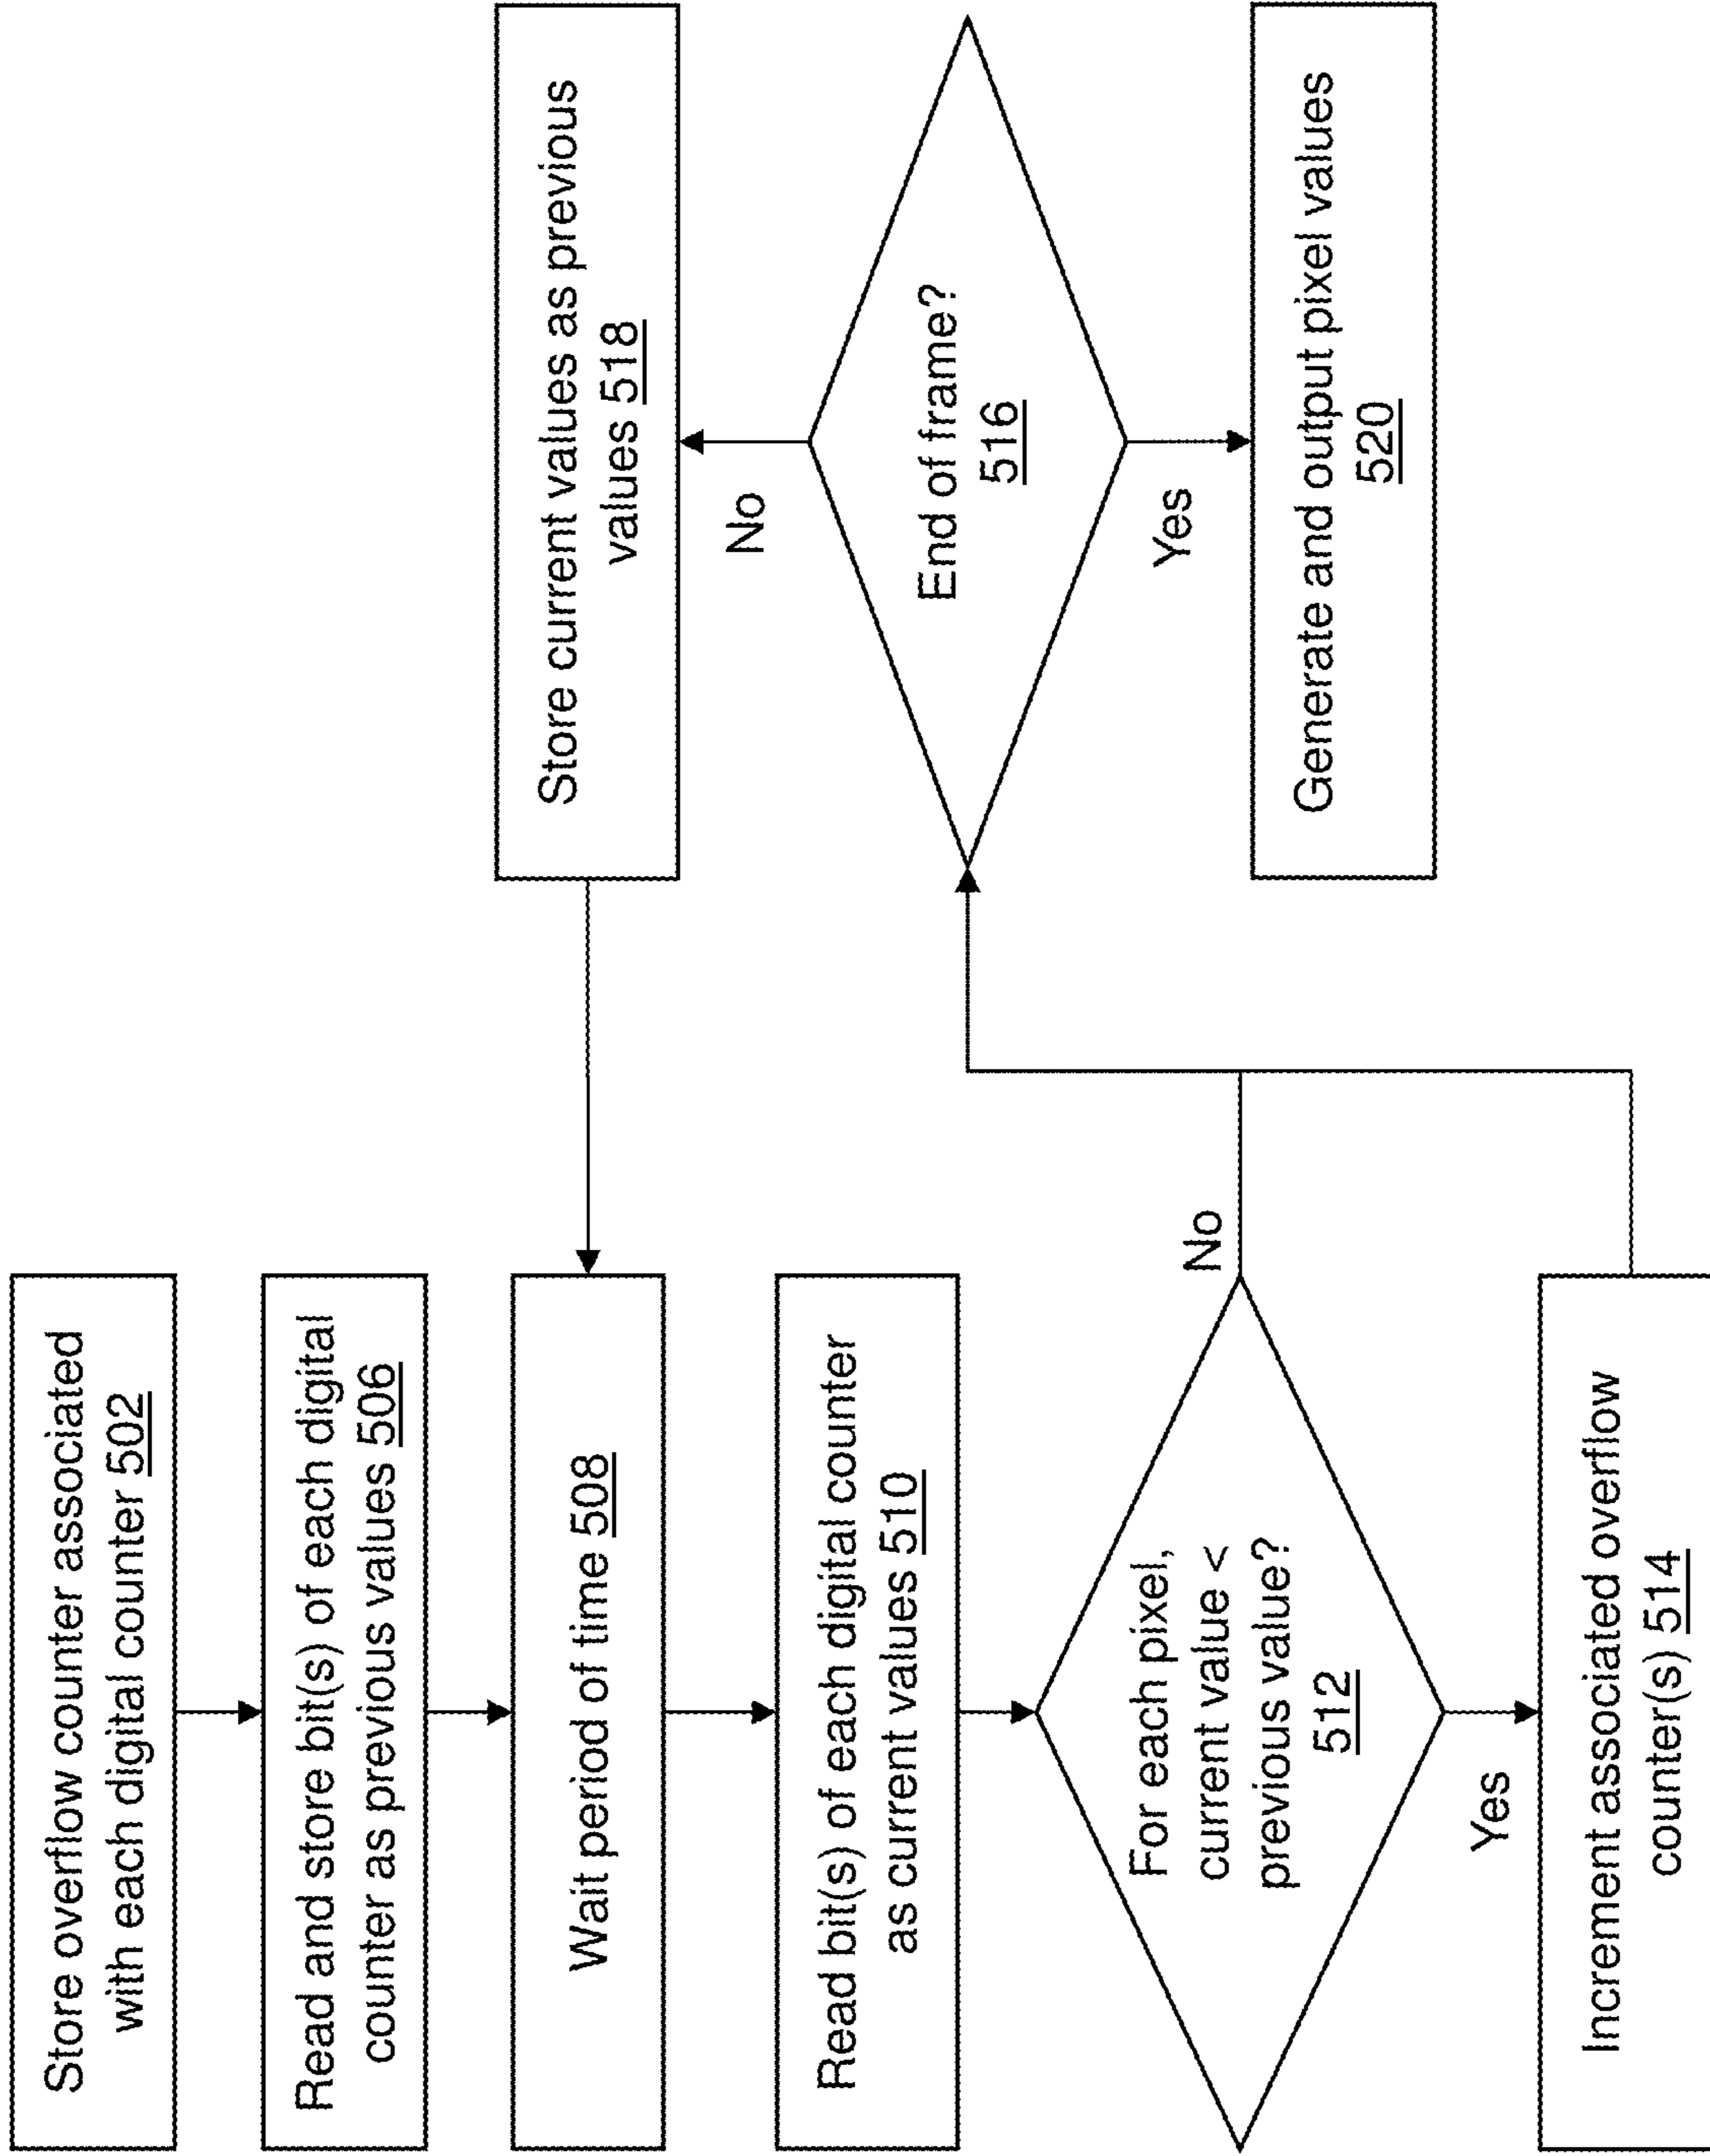 Store overflow counter associated
with each digital counter 502
Read and store bit(s) of each digital
counter as previous values 506
Wait period of time 508
Read bit(s) of each digital counter
as current values 510
For each pixel,
current value <
previous value?
512
No
Yes
Increment associated overflow
counter(s) 514
Store current values as previous
values 518
No
End of frame?
516
Yes
Generate and output pixel values
520